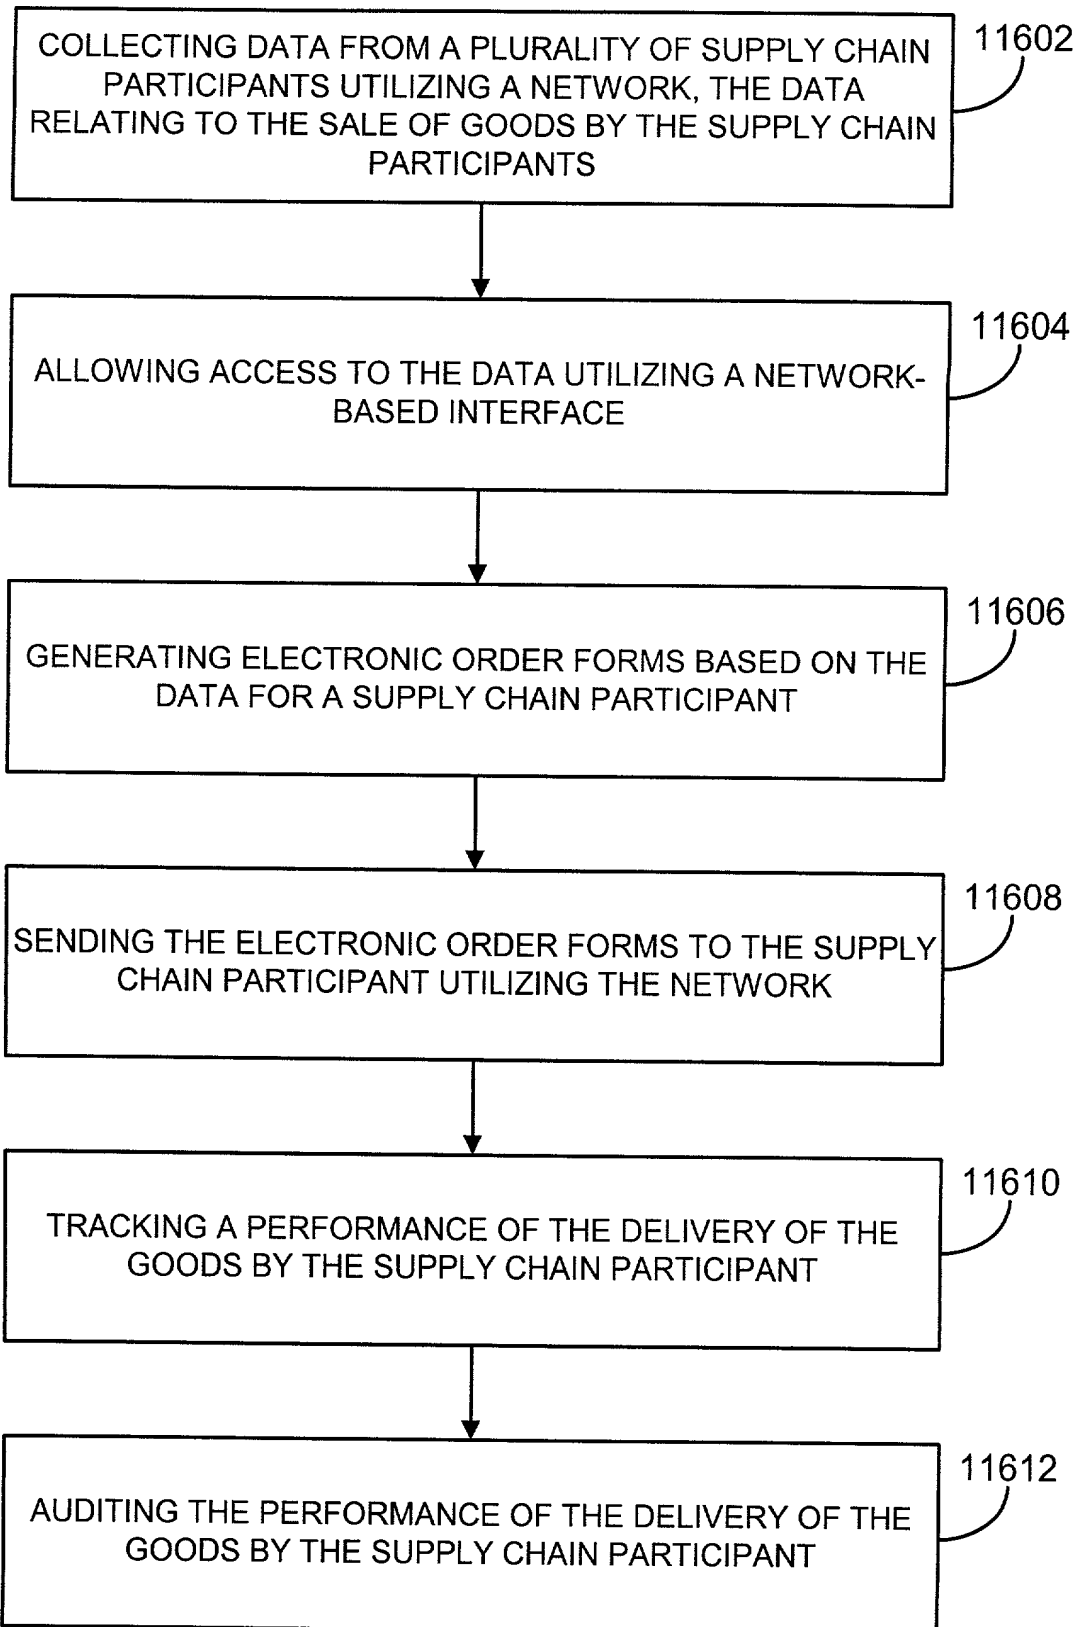 COLLECTING DATA FROM A PLURALITY OF SUPPLY CHAIN
PARTICIPANTS UTILIZING A NETWORK, THE DATA
RELATING TO THE SALE OF GOODS BY THE SUPPLY CHAIN
PARTICIPANTS
11602
ALLOWING ACCESS TO THE DATA UTILIZING A NETWORK-
BASED INTERFACE
11604
GENERATING ELECTRONIC ORDER FORMS BASED ON THE
DATA FOR A SUPPLY CHAIN PARTICIPANT
11606
SENDING THE ELECTRONIC ORDER FORMS TO THE SUPPLY
CHAIN PARTICIPANT UTILIZING THE NETWORK
11608
TRACKING A PERFORMANCE OF THE DELIVERY OF THE
GOODS BY THE SUPPLY CHAIN PARTICIPANT
11610
AUDITING THE PERFORMANCE OF THE DELIVERY OF THE
GOODS BY THE SUPPLY CHAIN PARTICIPANT
11612